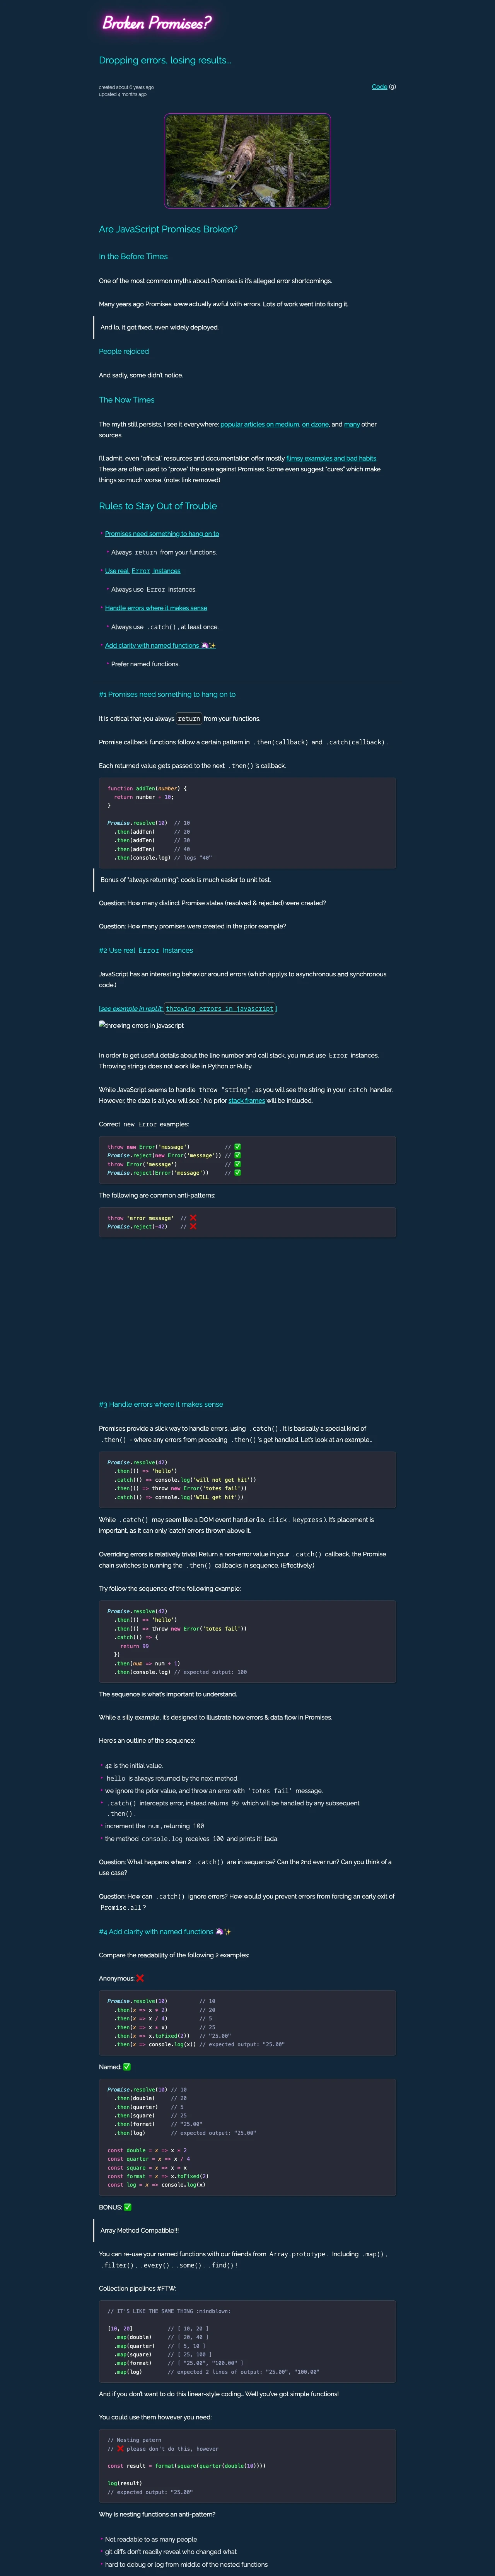 Broken Promises?
Dropping errors, losing results...
created about 6 years ago
updated 4 months ago
Code (9)
Are JavaScript Promises Broken?
In the Before Times
One of the most common myths about Promises is it's alleged error shortcomings.
Many years ago Promises were actually awful with errors. Lots of work went into fixing it.
And lo, it got fixed, even widely deployed.
People rejoiced
And sadly, some didn't notice.
The Now Times
The myth still persists, I see it everywhere: popular articles on medium, on dzone, and many other
sources.
I'll admit, even "official" resources and documentation offer mostly flimsy examples and bad habits.
These are often used to "prove" the case against Promises. Some even suggest "cures" which make
things so much worse. (note: link removed)
Rules to Stay Out of Trouble
* Promises need something to hang on to
* Always return from your functions.
* Use real Error instances
* Always use Error instances.
* Handle errors where it makes sense
* Always use .catch(), at least once.
* Add clarity with named functions 🦄✨
* Prefer named functions.
#1 Promises need something to hang on to
It is critical that you always return from your functions.
Promise callback functions follow a certain pattern in .then(callback) and .catch(callback).
Each returned value gets passed to the next .then() 's callback.
function addTen(number) {
return number + 10;
}
Promise.resolve(10) // 10
.then(addTen) // 20
.then(addTen) // 30
.then(addTen) // 40
.then(console.log) // logs "40"
Bonus of "always returning": code is much easier to unit test.
Question: How many distinct Promise states (resolved & rejected) were created?
Question: How many promises were created in the prior example?
#2 Use real Error Instances
JavaScript has an interesting behavior around errors (which applys to asynchronous and synchronous
code.)
[see example in repl.it: throwing errors in javascript]
throwing errors in javascript
In order to get useful details about the line number and call stack, you must use Error instances.
Throwing strings does not work like in Python or Ruby.
While JavaScript seems to handle throw "string", as you will see the string in your catch handler.
However, the data is all you will see*. No prior stack frames will be included.
Correct new Error examples:
throw new Error('message') // ✅
Promise.reject(new Error('message')) // ✅
throw Error('message') // ✅
Promise.reject(Error('message')) // ✅
The following are common anti-patterns:
throw 'error message' // ❌
Promise.reject(-42) // ❌
#3 Handle errors where it makes sense
Promises provide a slick way to handle errors, using .catch(). It is basically a special kind of
.then() - where any errors from preceding .then() 's get handled. Let's look at an example...
Promise.resolve(42)
.then(() => 'hello')
.catch(() => console.log('will not get hit'))
.then(() => throw new Error('totes fail'))
.catch(() => console.log('WILL get hit'))
While .catch() may seem like a DOM event handler (i.e. click, keypress). It's placement is
important, as it can only 'catch' errors thrown above it.
Overriding errors is relatively trivial Return a non-error value in your .catch() callback, the Promise
chain switches to running the .then() callbacks in sequence. (Effectively.)
Try follow the sequence of the following example:
Promise.resolve(42)
.then(() => 'hello')
.then(() => throw new Error('totes fail'))
.catch(() => {
return 99
})
.then(num => num + 1)
.then(console.log) // expected output: 100
The sequence is what's important to understand.
While a silly example, it's designed to illustrate how errors & data flow in Promises.
Here's an outline of the sequence:
* 42 is the initial value.
* hello is always returned by the next method.
* we ignore the prior value, and throw an error with 'totes fail' message.
* .catch() intercepts error, instead returns 99 which will be handled by any subsequent
.then().
* increment the num, returning 100
* the method console.log receives 100 and prints it! :tada:
Question: What happens when 2 .catch() are in sequence? Can the 2nd ever run? Can you think of a
use case?
Question: How can .catch() ignore errors? How would you prevent errors from forcing an early exit of
Promise.all?
#4 Add clarity with named functions 🦄✨
Compare the readability of the following 2 examples:
Anonymous: ❌
Promise.resolve(10) // 10
.then(x => x * 2) // 20
.then(x => x / 4) // 5
.then(x => x * x) // 25
.then(x => x.toFixed(2)) // "25.00"
.then(x => console.log(x)) // expected output: "25.00"
Named: ✅
Promise.resolve(10) // 10
.then(double) // 20
.then(quarter) // 5
.then(square) // 25
.then(format) // "25.00"
.then(log) // expected output: "25.00"
const double = x => x * 2
const quarter = x => x / 4
const square = x => x * x
const format = x => x.toFixed(2)
const log = x => console.log(x)
BONUS: ✅
Array Method Compatible!!!
You can re-use your named functions with our friends from Array.prototype. Including .map(),
.filter(), .every(), .some(), .find()!
Collection pipelines #FTW!
// IT'S LIKE THE SAME THING :mindblown:
[10, 20] // [ 10, 20 ]
.map(double) // [ 20, 40 ]
.map(quarter) // [ 5, 10 ]
.map(square) // [ 25, 100 ]
.map(format) // [ "25.00", "100.00" ]
.map(log) // expected 2 lines of output: "25.00", "100.00"
And if you don't want to do this linear-style coding... Well you've got simple functions!
You could use them however you need:
// Nesting patern
// ❌ please don't do this, however
const result = format(square(quarter(double(10))))
log(result)
// expected output: "25.00"
Why is nesting functions an anti-pattern?
* Not readable to as many people
* git diffs don't readily reveal who changed what
* hard to debug or log from middle of the nested functions